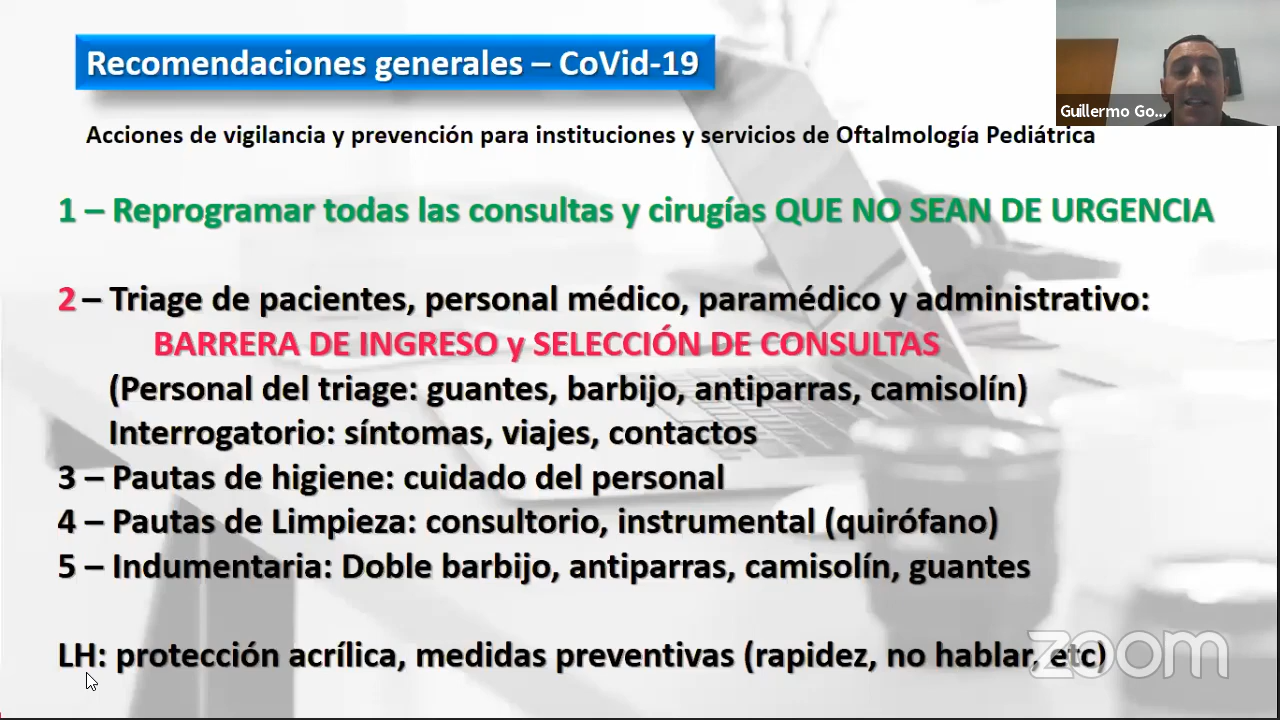 Recomendaciones generales – CoVid-19
Guillermo Go...
Acciones de vigilancia y prevención para instituciones y servicios de Oftalmología Pediátrica
1 – Reprogramar todas las consultas y cirugías QUE NO SEAN DE URGENCIA
2 – Triage de pacientes, personal médico, paramédico y administrativo:
BARRERA DE INGRESO y SELECCIÓN DE CONSULTAS
(Personal del triage: guantes, barbijo, antiparras, camisolín)
Interrogatorio: síntomas, viajes, contactos
3 – Pautas de higiene: cuidado del personal
4 – Pautas de Limpieza: consultorio, instrumental (quirófano)
5 – Indumentaria: Doble barbijo, antiparras, camisolín, guantes
LH: protección acrílica, medidas preventivas (rapidez, no hablar, etc)
zoom